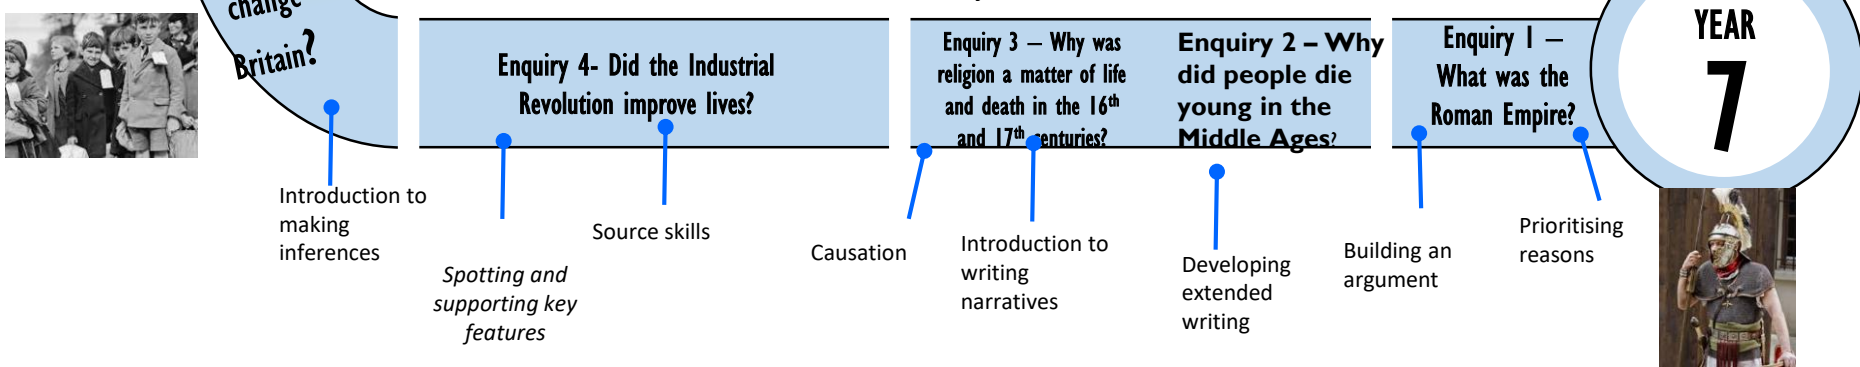 change
Britain?
Enquiry 4- Did the Industrial
Revolution improve lives?
Enquiry 3 – Why was
religion a matter of life
and death in the 16th
and 17th centuries?
Enquiry 2 – Why
did people die
young in the
Middle Ages?
Enquiry 1 –
What was the
Roman Empire?
YEAR
7
Introduction to
making
inferences
Spotting and
supporting key
features
Source skills
Causation
Introduction to
writing
narratives
Developing
extended
writing
Building an
argument
Prioritising
reasons